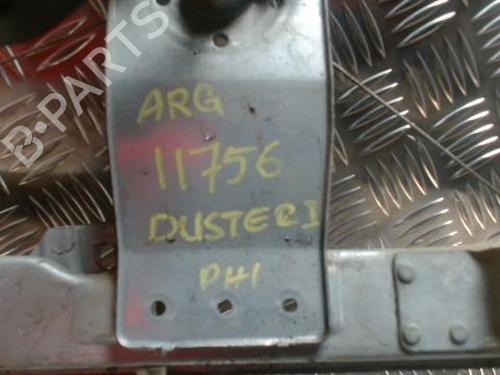 B-PARTS
ARG
11756
DUSTER I
PH1